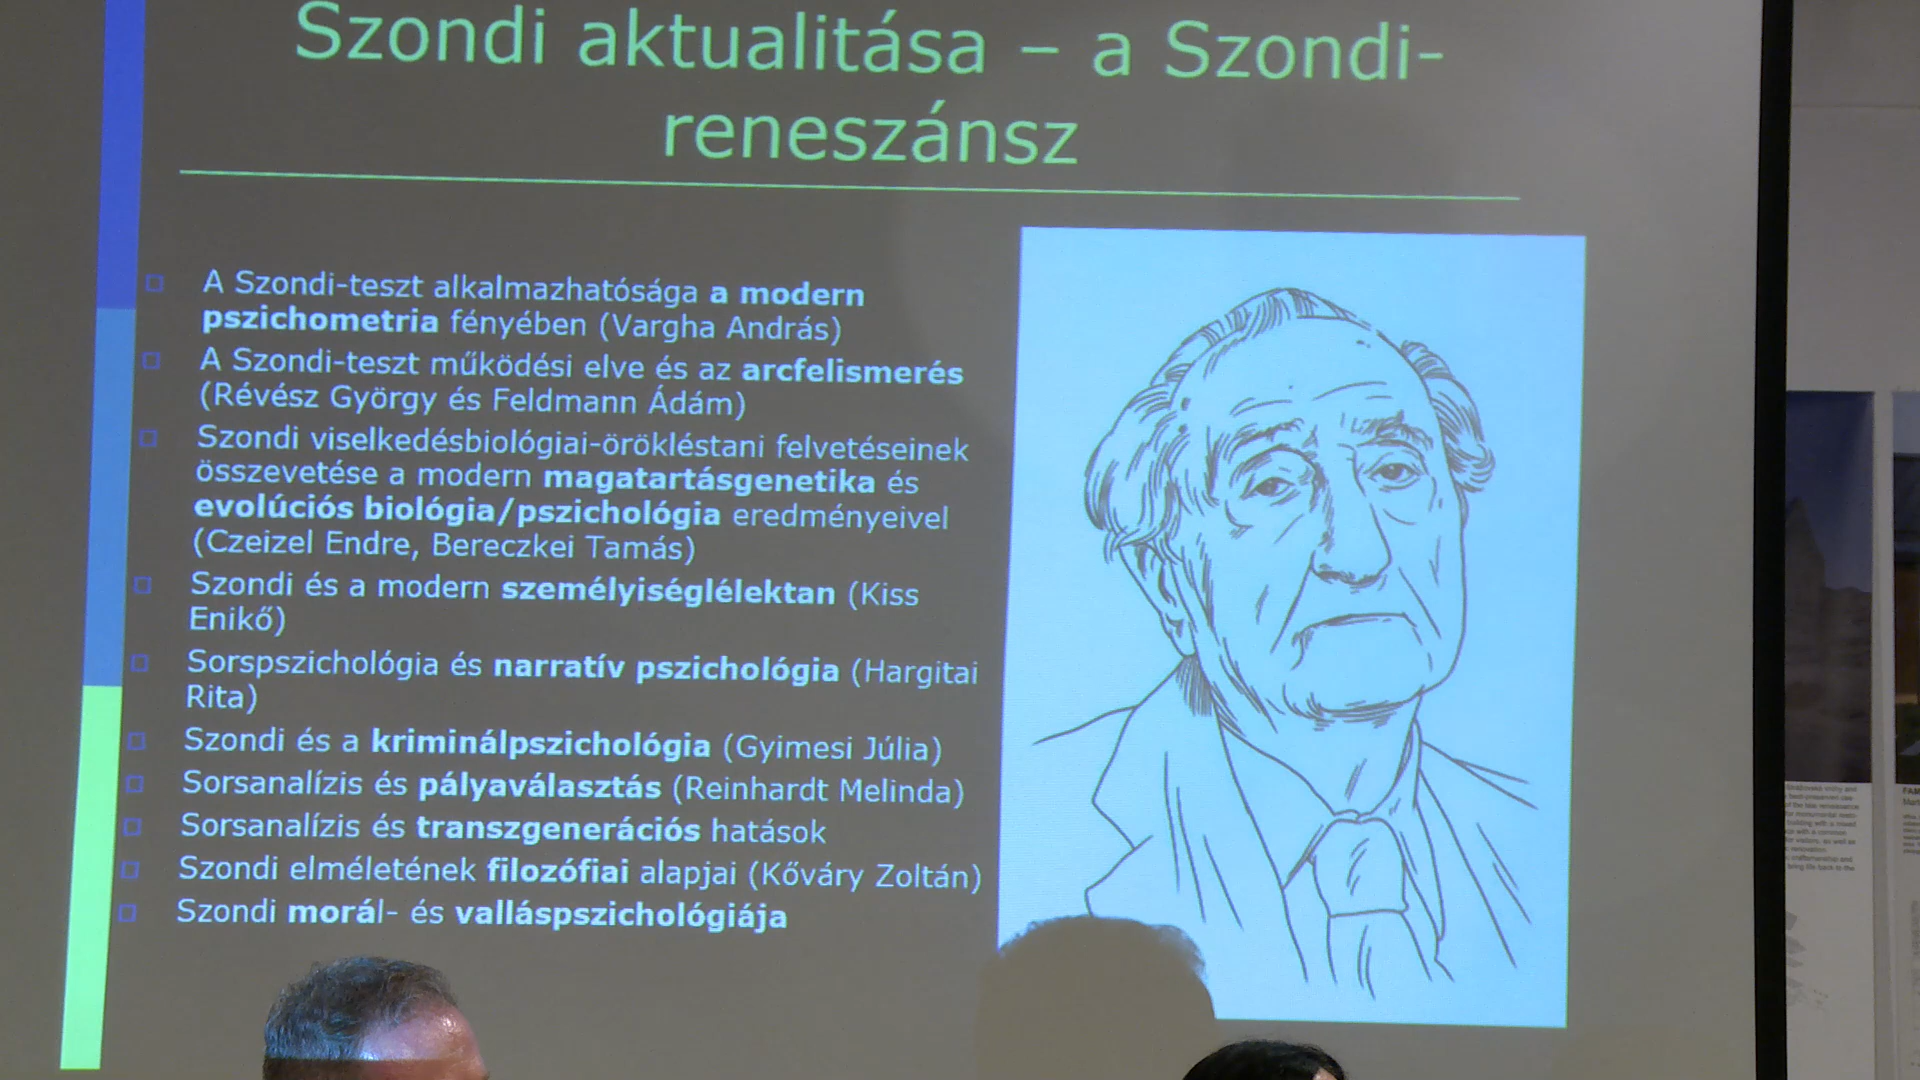 Szondi aktualitása – a Szondi-
reneszánsz
A Szondi-teszt alkalmazhatósága a modern
pszichometria fényében (Vargha András)
A Szondi-teszt működési elve és az arcfelismerés
(Révész György és Feldmann Ádám)
Szondi viselkedésbiológiai-örökléstani felvetéseinek
összevetése a modern magatartásgenetika és
evolúciós biológia/pszichológia eredményeivel
(Czeizel Endre, Bereczkei Tamás)
Szondi és a modern személyiséglélektan (Kiss
Enikő)
Sorspszichológia és narratív pszichológia (Hargitai
Rita)
Szondi és a kriminálpszichológia (Gyimesi Júlia)
Sorsanalízis és pályaválasztás (Reinhardt Melinda)
Sorsanalízis és transzgenerációs hatások
Szondi elméletének filozófiai alapjai (Kőváry Zoltán)
Szondi morál- és valláspszichológiája